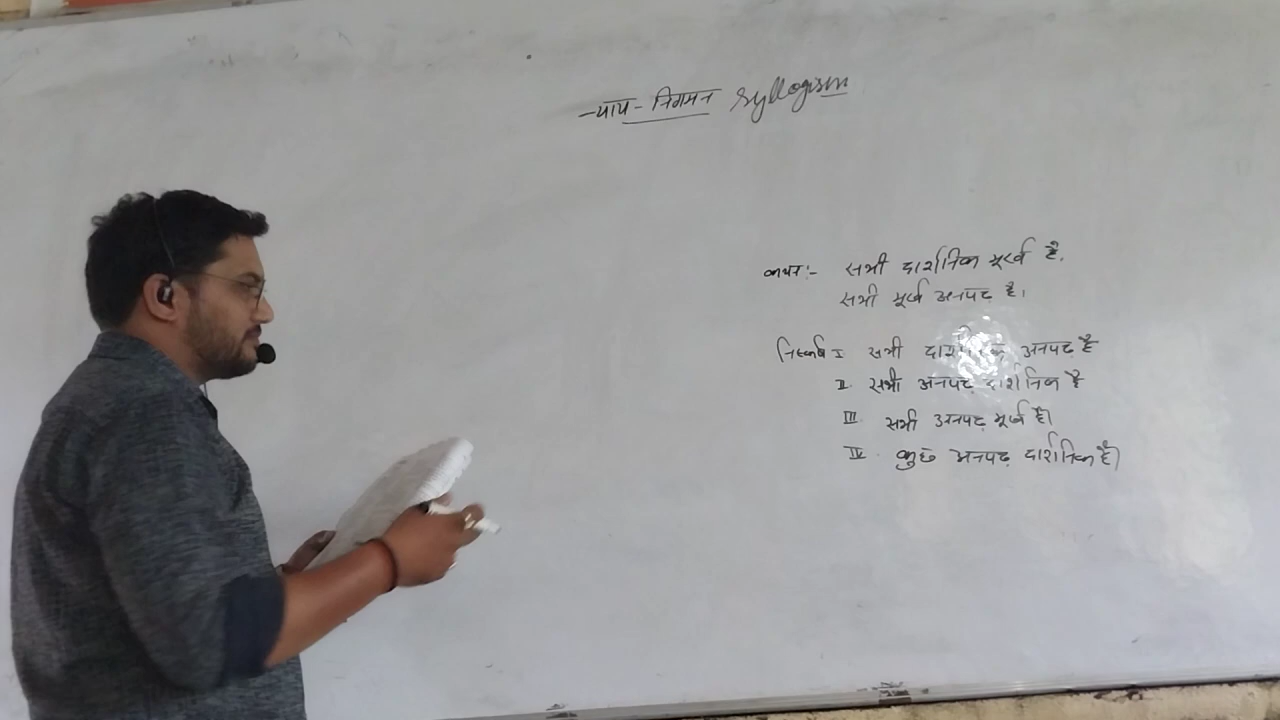 न्याय - निगमन Syllogism
कथन :- सभी दार्शनिक मूर्ख है.
सभी मूर्ख अनपढ़ है।
निष्कर्ष I सभी दार्शनिक अनपढ़ है
II सभी अनपढ़ दार्शनिक है
III सभी अनपढ़ मूर्ख है।
IV कुछ अनपढ़ दार्शनिक है।